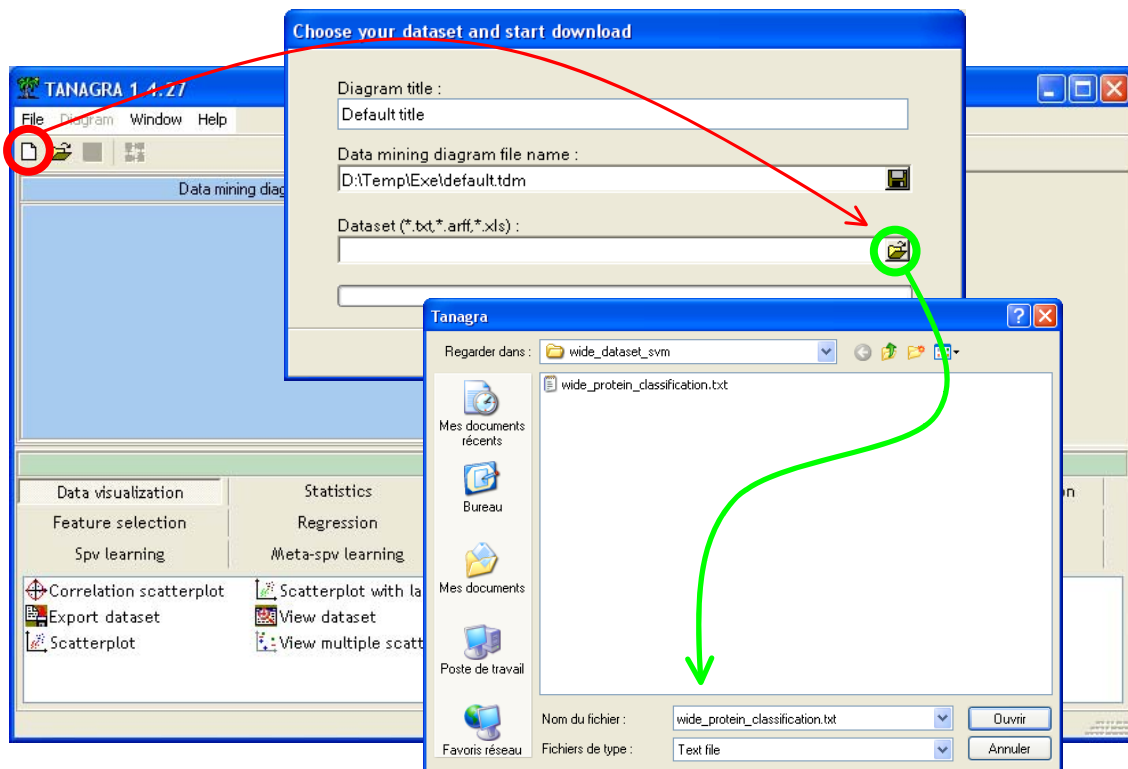 Choose your dataset and start download
TANAGRA 1.4.27
File Diagram Window Help
Diagram title :
Default title
Data mining diagram file name :
D:\Temp\Exe\default.tdm
Dataset (*.txt,*.arff,*.xls) :
Data mining diag
Tanagra
Regarder dans :
wide_dataset_svm
wide_protein_classification.txt
Mes documents
récents
Bureau
Mes documents
Poste de travail
Favoris réseau
Nom du fichier :
wide_protein_classification.txt
Ouvrir
Fichiers de type :
Text file
Annuler
Data visualization
Statistics
Feature selection
Regression
Spv learning
Meta-spv learning
Correlation scatterplot
Scatterplot with la
Export dataset
View dataset
Scatterplot
View multiple scatt